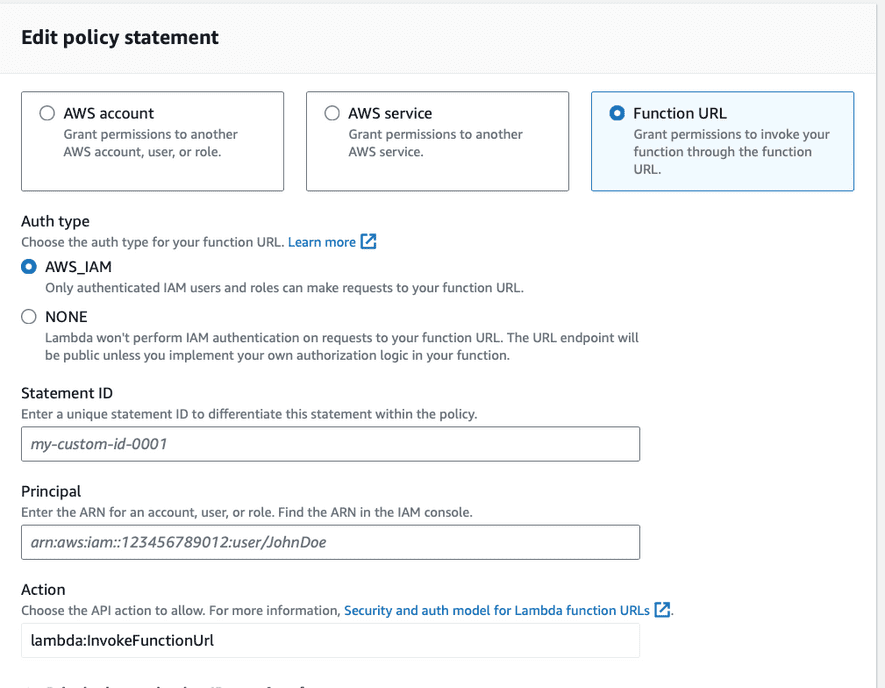 Edit policy statement
AWS account
Grant permissions to another
AWS account, user, or role.
AWS service
Grant permissions to another
AWS service.
Function URL
Grant permissions to invoke your
function through the function
URL.
Auth type
Choose the auth type for your function URL. Learn more
AWS_IAM
Only authenticated IAM users and roles can make requests to your function URL.
NONE
Lambda won't perform IAM authentication on requests to your function URL. The URL endpoint will
be public unless you implement your own authorization logic in your function.
Statement ID
Enter a unique statement ID to differentiate this statement within the policy.
my-custom-id-0001
Principal
Enter the ARN for an account, user, or role. Find the ARN in the IAM console.
arn:aws:iam::123456789012:user/JohnDoe
Action
Choose the API action to allow. For more information, Security and auth model for Lambda function URLs.
lambda:InvokeFunctionUrl